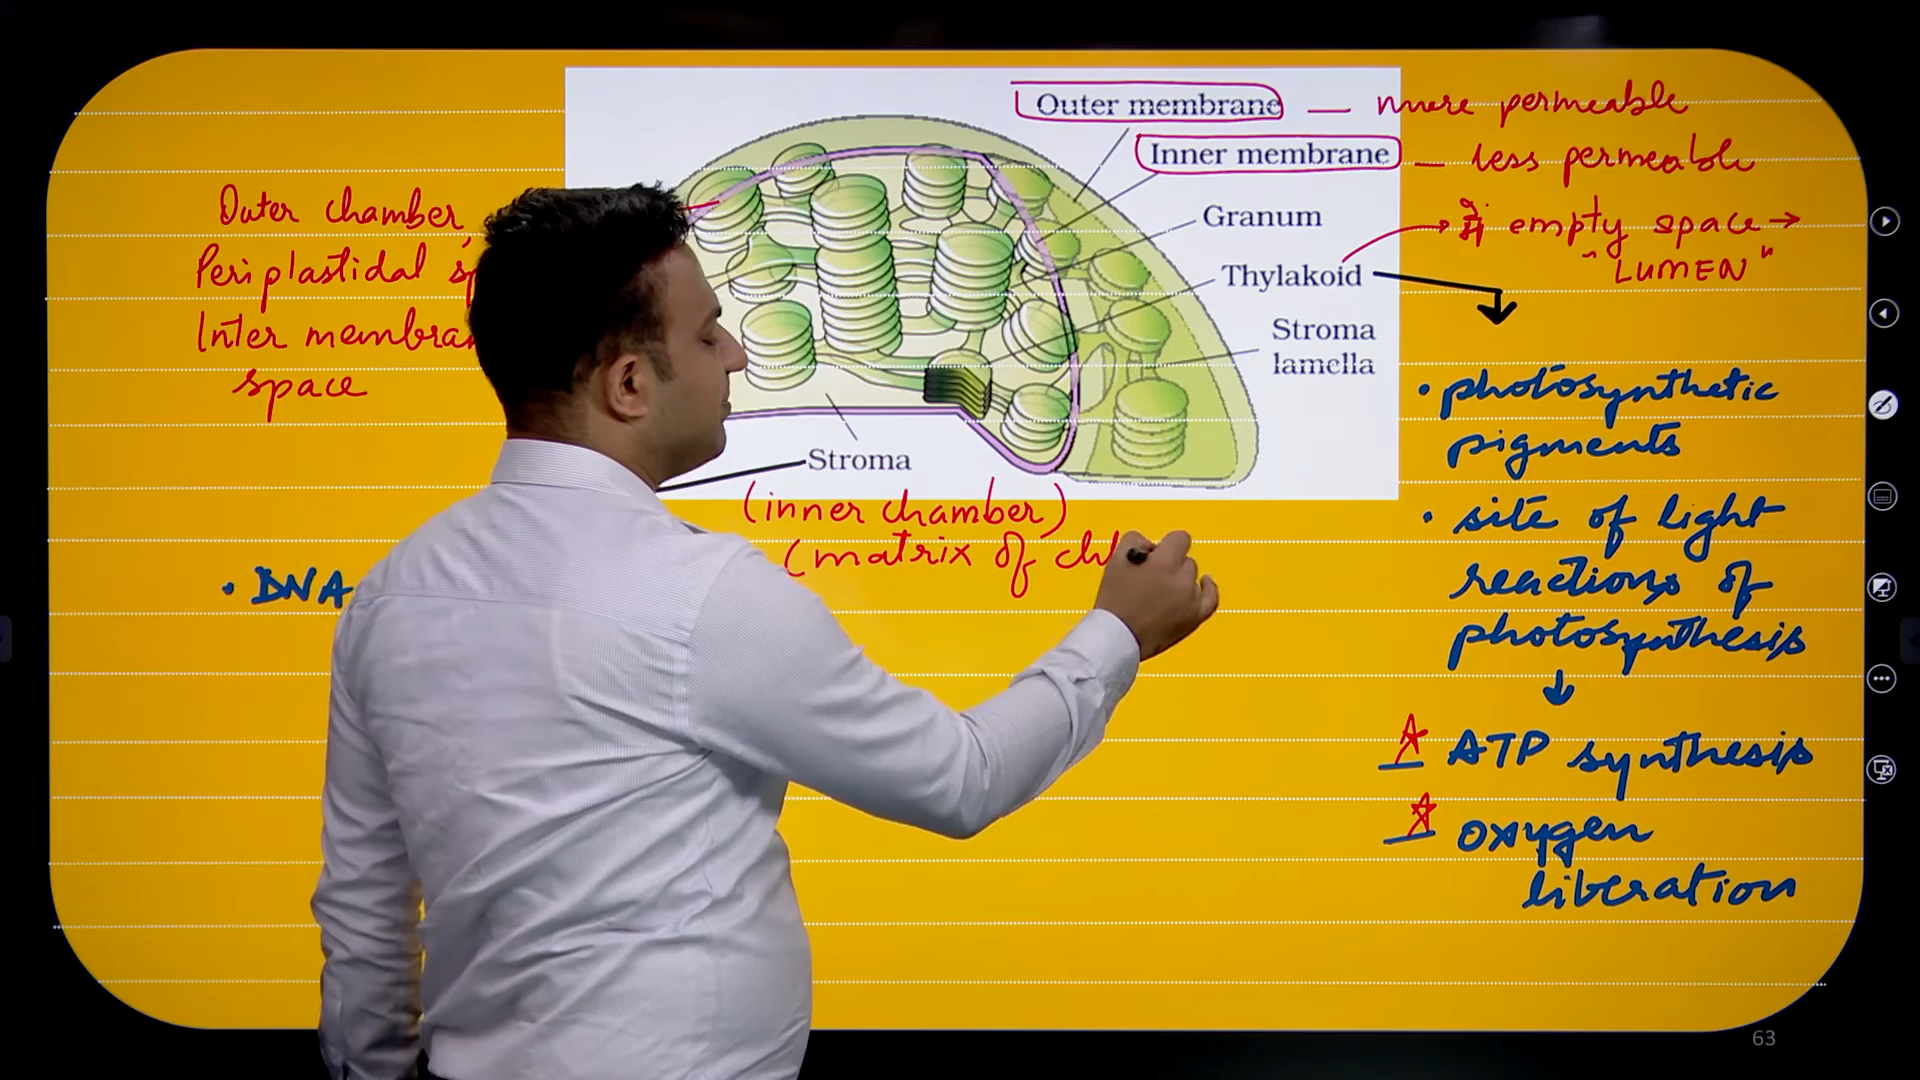 Outer membrane — more permeable
Inner membrane — less permeable
Outer chamber,
Granum
empty space →
Periplastidal
Thylakoid
"LUMEN"
Inter
Stroma
lamella
space
• photosynthetic
pigments
Stroma
(inner chamber)
• site of light
(matrix of
• DNA
reactions of
photosynthesis
↓
ATP synthesis
oxygen
liberation
63